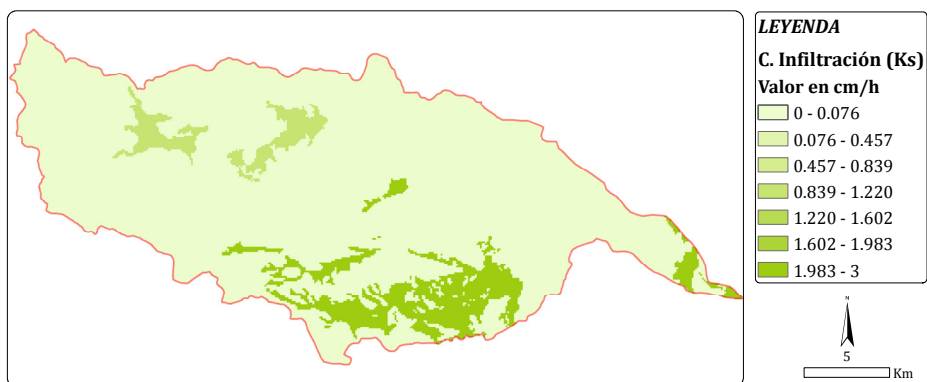 LEYENDA
C. Infiltración (Ks)
Valor en cm/h
0 - 0.076
0.076 - 0.457
0.457 - 0.839
0.839 - 1.220
1.220 - 1.602
1.602 - 1.983
1.983 - 3
N
5
Km